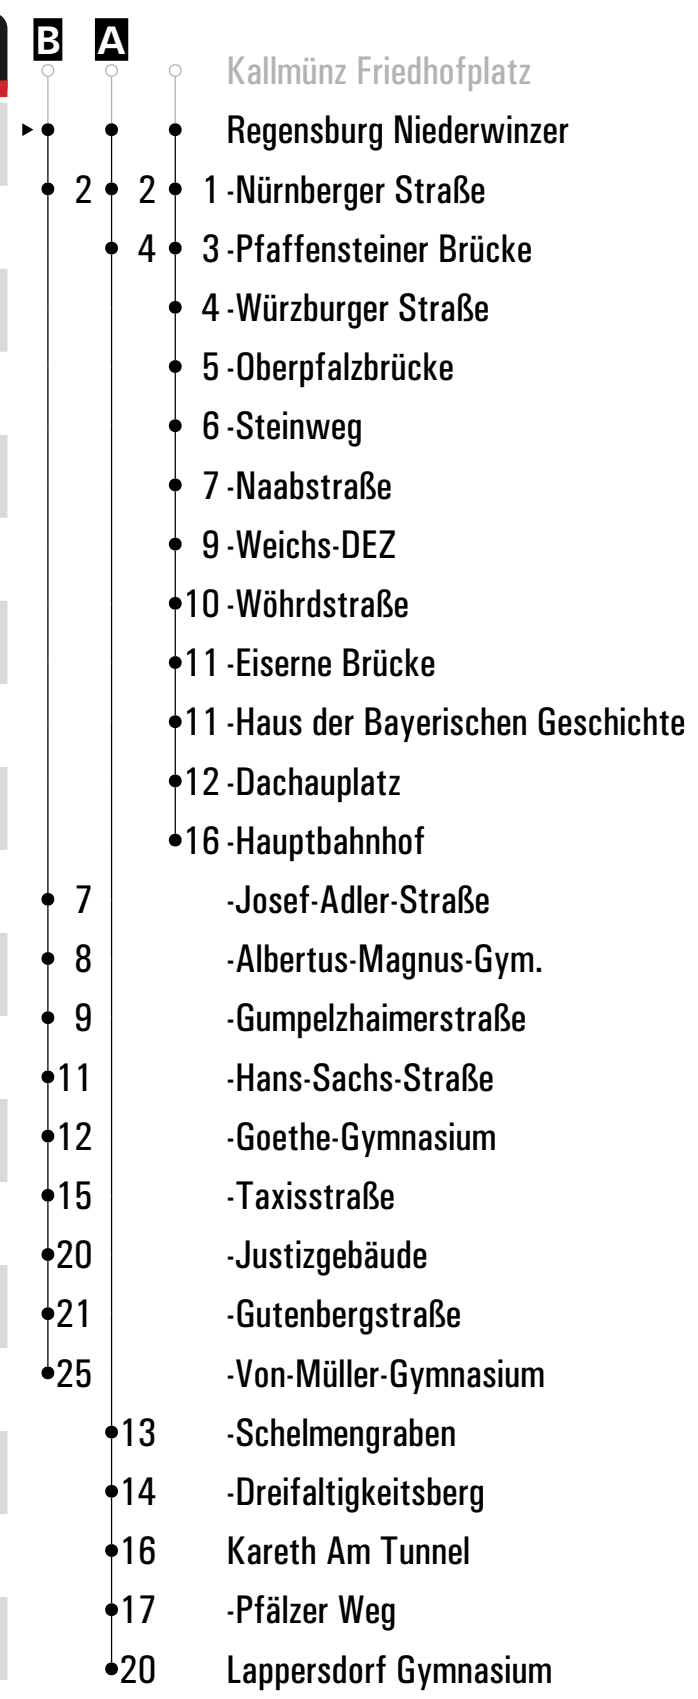 B A
Kallmünz Friedhofplatz
Regensburg Niederwinzer
2 2 1 -Nürnberger Straße
4 3 -Pfaffensteiner Brücke
4 -Würzburger Straße
5 -Oberpfalzbrücke
6 -Steinweg
7 -Naabstraße
9 -Weichs-DEZ
10 -Wöhrdstraße
11 -Eiserne Brücke
11 -Haus der Bayerischen Geschichte
12 -Dachauplatz
16 -Hauptbahnhof
7 -Josef-Adler-Straße
8 -Albertus-Magnus-Gym.
9 -Gumpelzhaimerstraße
11 -Hans-Sachs-Straße
12 -Goethe-Gymnasium
15 -Taxisstraße
20 -Justizgebäude
21 -Gutenbergstraße
25 -Von-Müller-Gymnasium
13 -Schelmengraben
14 -Dreifaltigkeitsberg
16 Kareth Am Tunnel
17 -Pfälzer Weg
20 Lappersdorf Gymnasium